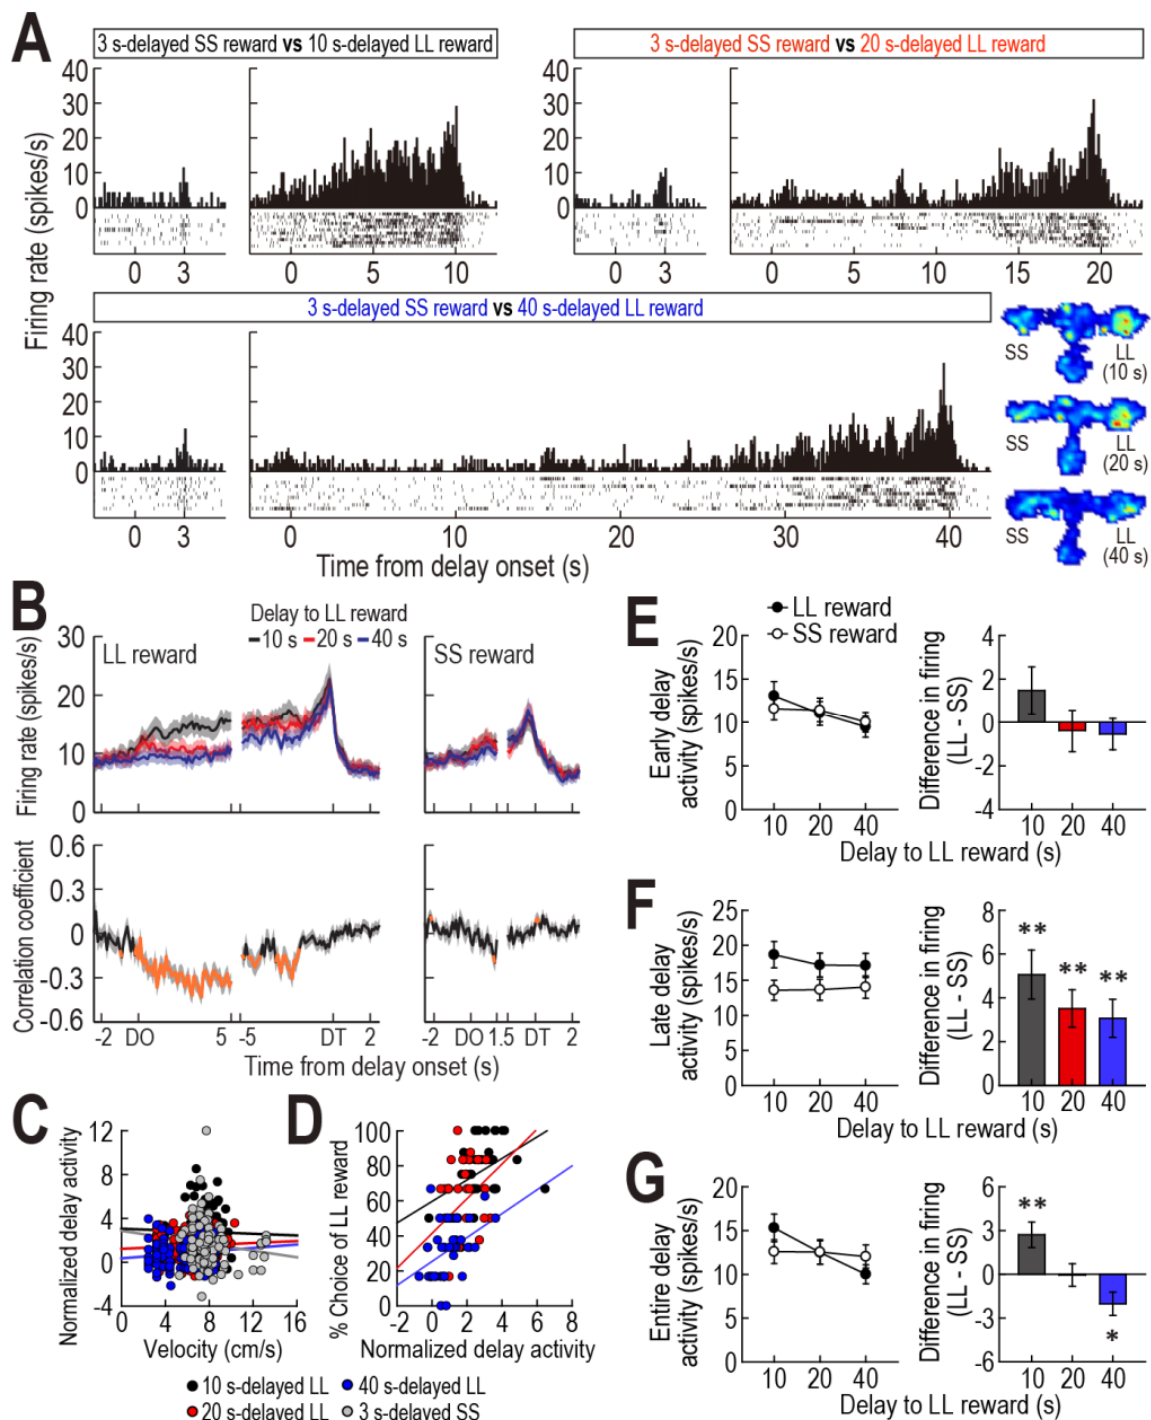 A
3 s-delayed SS reward vs 10 s-delayed LL reward
3 s-delayed SS reward vs 20 s-delayed LL reward
Firing rate (spikes/s)
40
30
20
10
0
0 3
0 5 10
40
30
20
10
0
0 3
0 5 10 15 20
3 s-delayed SS reward vs 40 s-delayed LL reward
40
30
20
10
0
0 3
0 10 20 30 40
Time from delay onset (s)
SS LL
(10 s)
SS LL
(20 s)
SS LL
(40 s)
B
Delay to LL reward
10 s 20 s 40 s
LL reward
SS reward
Firing rate (spikes/s)
30
20
10
0
Correlation coefficient
0.6
0.3
0
-0.3
-0.6
-2 DO 5 -5 DT 2
-2 DO 1.5 DT 2
Time from delay onset (s)
C
Normalized delay activity
12
8
4
0
-4
0 4 8 12 16
Velocity (cm/s)
D
% Choice of LL reward
100
80
60
40
20
0
-2 0 2 4 6 8
Normalized delay activity
10 s-delayed LL
40 s-delayed LL
20 s-delayed LL
3 s-delayed SS
E
LL reward
SS reward
Early delay
activity (spikes/s)
20
15
10
5
0
10 20 40
Difference in firing
(LL - SS)
4
2
0
-2
-4
10 20 40
Delay to LL reward (s)
F
Late delay
activity (spikes/s)
25
20
15
10
5
0
10 20 40
Difference in firing
(LL - SS)
8
6
4
2
0
** ** **
10 20 40
Delay to LL reward (s)
G
Entire delay
activity (spikes/s)
20
15
10
5
0
10 20 40
Difference in firing
(LL - SS)
6
3
0
-3
-6
**
*
10 20 40
Delay to LL reward (s)